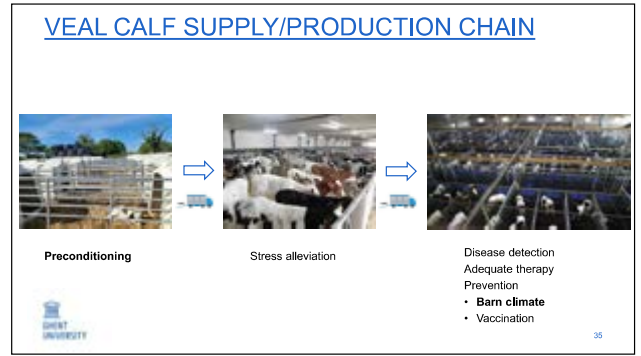 VEAL CALF SUPPLY/PRODUCTION CHAIN
Preconditioning
Stress alleviation
Disease detection
Adequate therapy
Prevention
• Barn climate
• Vaccination
GHENT
UNIVERSITY
35